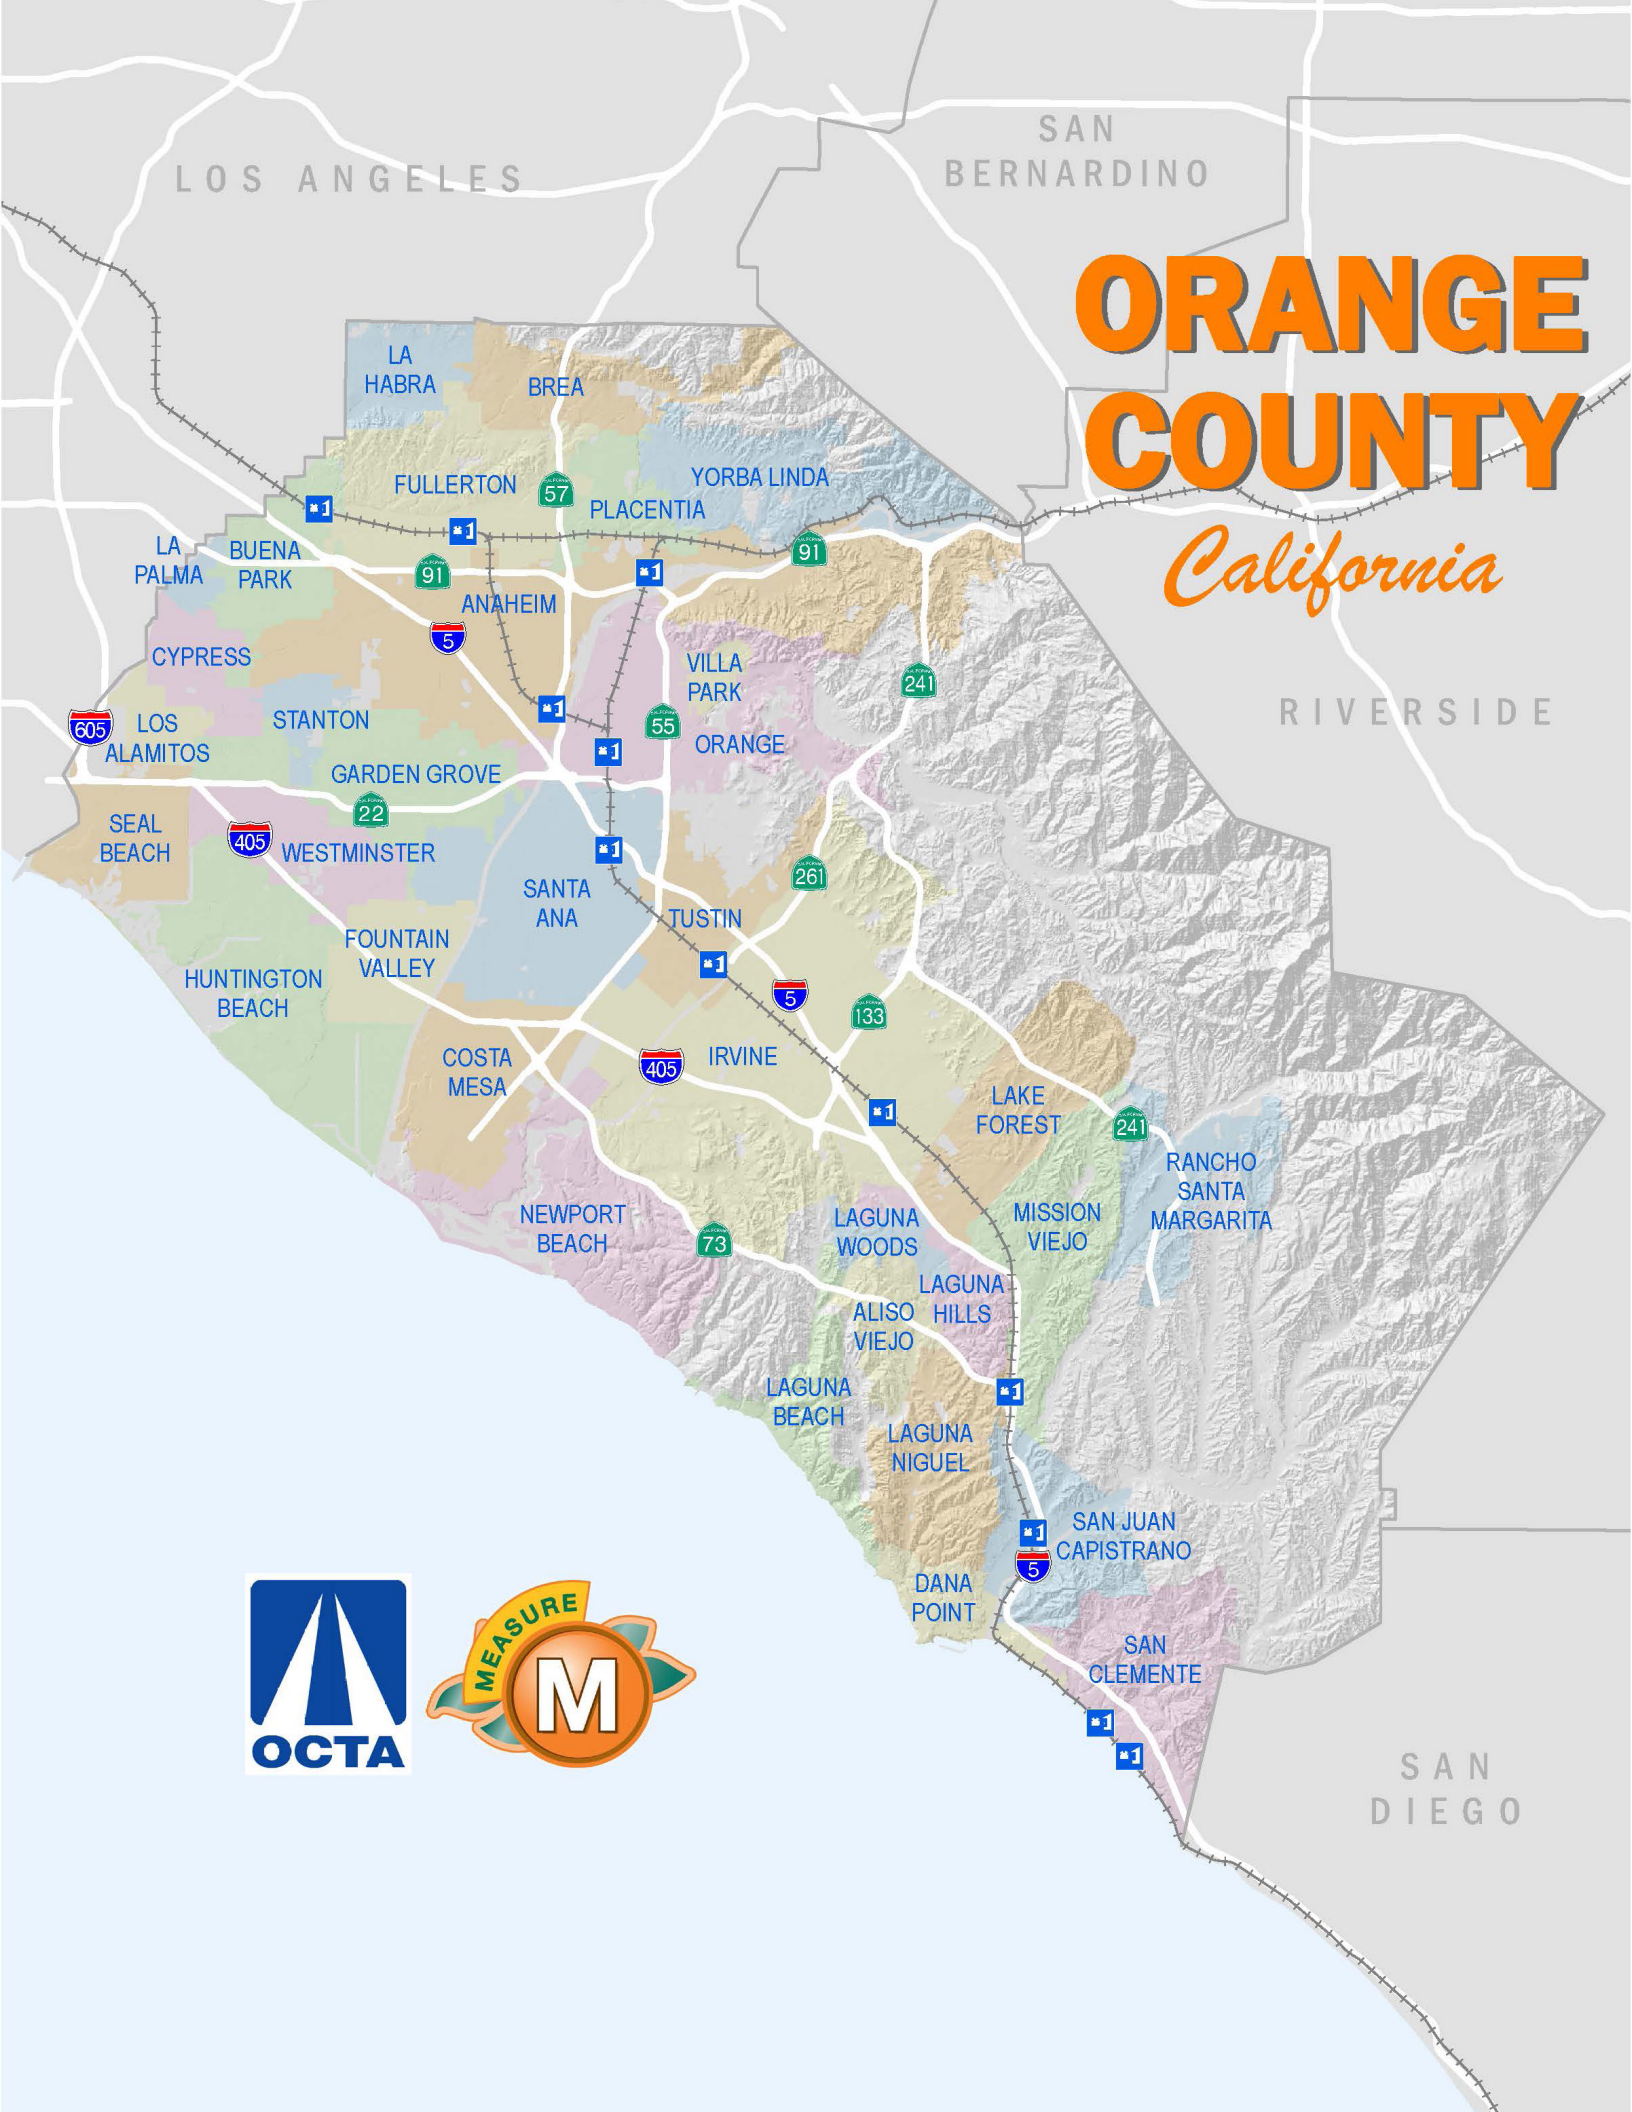 LOS ANGELES
SAN
BERNARDINO
ORANGE
COUNTY
California
RIVERSIDE
LA
HABRA
BREA
FULLERTON
57
PLACENTIA
YORBA LINDA
LA
PALMA
BUENA
PARK
91
91
ANAHEIM
5
CYPRESS
VILLA
PARK
241
605
LOS
ALAMITOS
STANTON
55
ORANGE
GARDEN GROVE
22
SEAL
BEACH
405
WESTMINSTER
261
SANTA
ANA
TUSTIN
FOUNTAIN
VALLEY
HUNTINGTON
BEACH
5
133
COSTA
MESA
405
IRVINE
LAKE
FOREST
241
RANCHO
SANTA
MARGARITA
NEWPORT
BEACH
73
LAGUNA
WOODS
MISSION
VIEJO
LAGUNA
HILLS
ALISO
VIEJO
LAGUNA
BEACH
LAGUNA
NIGUEL
SAN JUAN
CAPISTRANO
5
DANA
POINT
SAN
CLEMENTE
OCTA
MEASURE
M
SAN
DIEGO